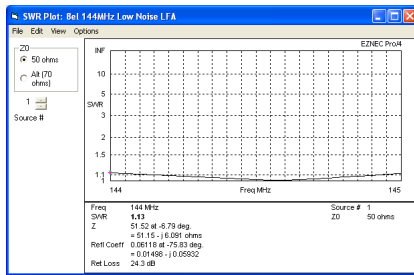 SWR Plot: 8el 144MHz Low Noise LFA
File Edit View Options
Z0
50 ohms
Alt (70
ohms)
1
Source #
EZNEC Pro/4
INF
10
5
SWR
3
2
1.5
1.1
1
144 Freq MHz 145
Freq 144 MHz Source # 1
SWR 1.13 Z0 50 ohms
Z 51.52 at -6.79 deg.
= 51.15 - j 6.091 ohms
Refl Coeff 0.06118 at -75.83 deg.
= 0.01498 - j 0.05932
Ret Loss 24.3 dB